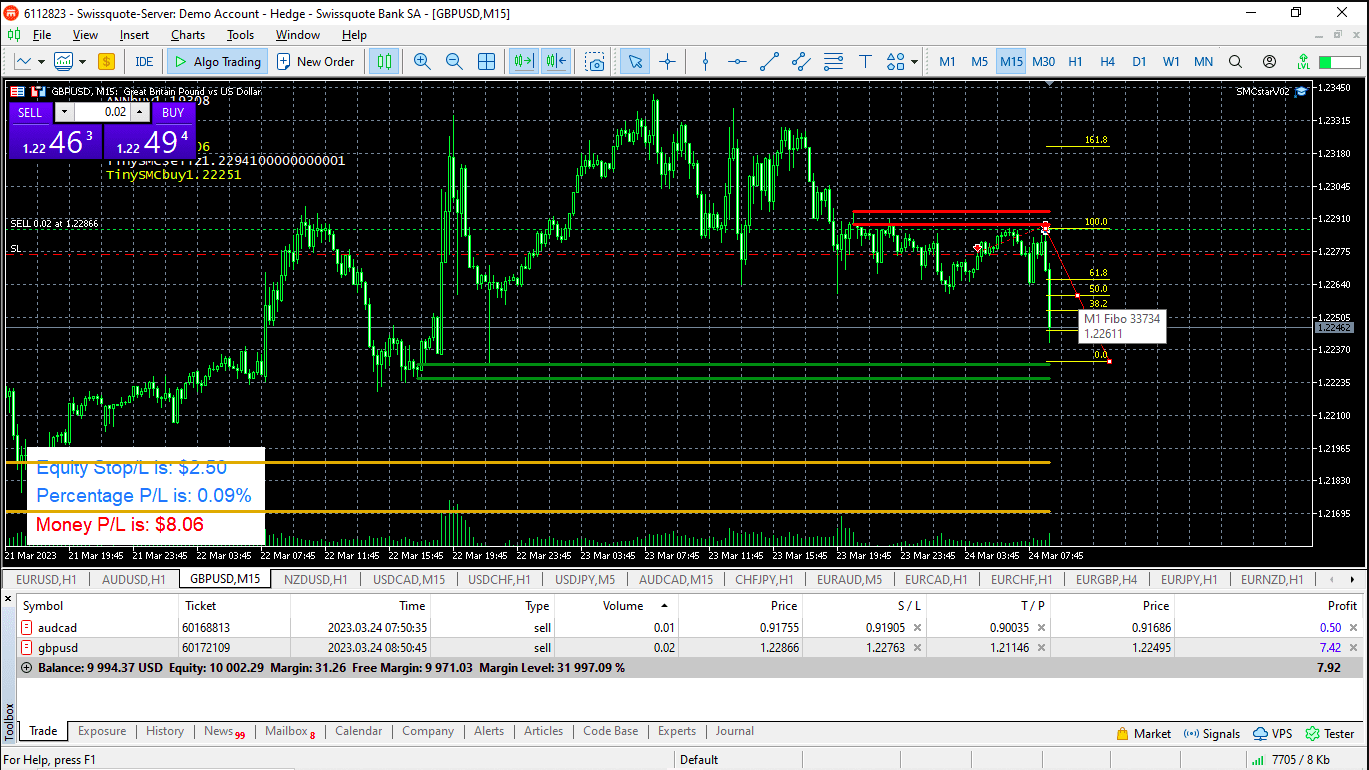 6112823 - Swissquote-Server: Demo Account - Hedge - Swissquote Bank SA - [GBPUSD,M15]
File View Insert Charts Tools Window Help
IDE Algo Trading New Order M1 M5 M15 M30 H1 H4 D1 W1 MN LVL
GBPUSD, M15: Great Britain Pound vs US Dollar
SMCstarV02
SELL 0.02 BUY
1.22 46 3 1.22 49 4
TinySMCbuy1.22251
SELL 0.02 at 1.22866
SL
161.8
100.0
61.8
50.0
38.2
0.0
M1 Fibo 33734
1.22611
1.23450
1.23315
1.23180
1.23045
1.22910
1.22775
1.22640
1.22505
1.22462
1.22370
1.22235
1.22100
1.21965
1.21830
1.21695
Equity Stop/L is: $2.50
Percentage P/L is: 0.09%
Money P/L is: $8.06
21 Mar 2023 21 Mar 19:45 21 Mar 23:45 22 Mar 03:45 22 Mar 07:45 22 Mar 11:45 22 Mar 15:45 22 Mar 19:45 22 Mar 23:45 23 Mar 03:45 23 Mar 07:45 23 Mar 11:45 23 Mar 15:45 23 Mar 19:45 23 Mar 23:45 24 Mar 03:45 24 Mar 07:45
EURUSD,H1 AUDUSD,H1 GBPUSD,M15 NZDUSD,H1 USDCAD,M15 USDCHF,H1 USDJPY,M5 AUDCAD,M15 CHFJPY,H1 EURAUD,M5 EURCAD,H1 EURCHF,H1 EURGBP,H4 EURJPY,H1 EURNZD,H1
Symbol Ticket Time Type Volume Price S / L T / P Price Profit
audcad 60168813 2023.03.24 07:50:35 sell 0.01 0.91755 0.91905 0.90035 0.91686 0.50
gbpusd 60172109 2023.03.24 08:50:45 sell 0.02 1.22866 1.22763 1.21146 1.22495 7.42
Balance: 9 994.37 USD Equity: 10 002.29 Margin: 31.26 Free Margin: 9 971.03 Margin Level: 31 997.09 % 7.92
Toolbox
Trade Exposure History News 99 Mailbox 8 Calendar Company Alerts Articles Code Base Experts Journal Market Signals VPS Tester
For Help, press F1 Default 7705 / 8 Kb